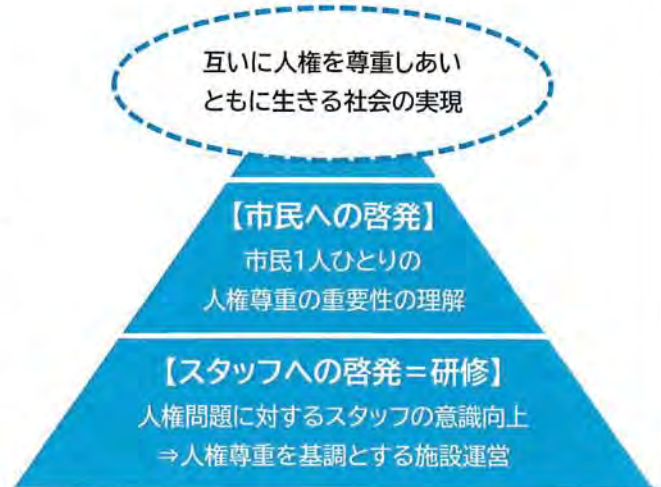 互いに人権を尊重しあい
ともに生きる社会の実現
【市民への啓発】
市民1人ひとりの
人権尊重の重要性の理解
【スタッフへの啓発＝研修】
人権問題に対するスタッフの意識向上
⇒人権尊重を基調とする施設運営